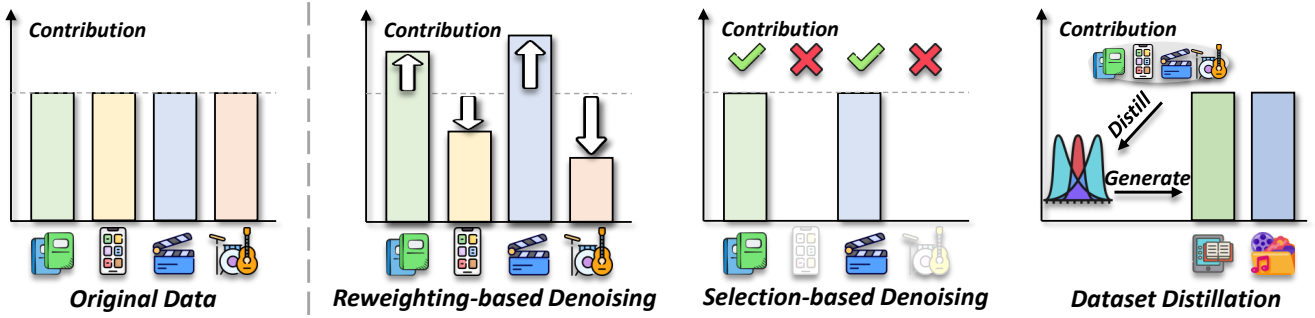 Contribution
Original Data
Contribution
Reweighting-based Denoising
Contribution
Selection-based Denoising
Contribution
Distill
Generate
Dataset Distillation